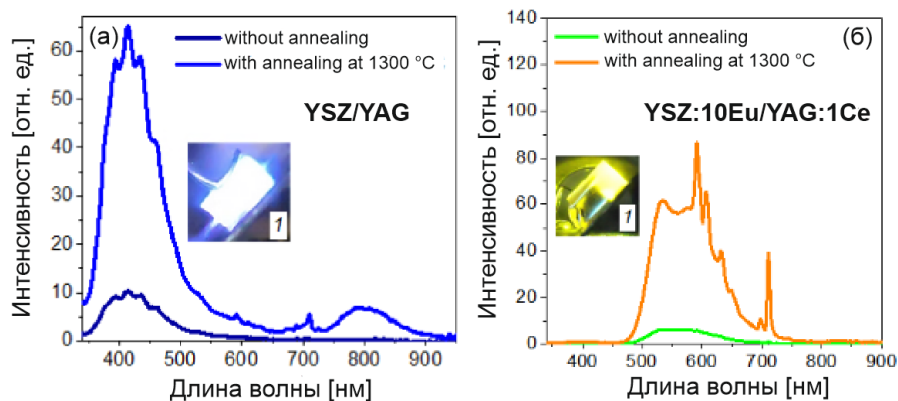 (а)
without annealing
with annealing at 1300 °C
YSZ/YAG
1
Интенсивность [отн. ед.]
60
50
40
30
20
10
0
400 500 600 700 800 900
Длина волны [нм]
(б)
without annealing
with annealing at 1300 °C
YSZ:10Eu/YAG:1Ce
1
Интенсивность [отн. ед.]
140
120
100
80
60
40
20
0
400 500 600 700 800 900
Длина волны [нм]